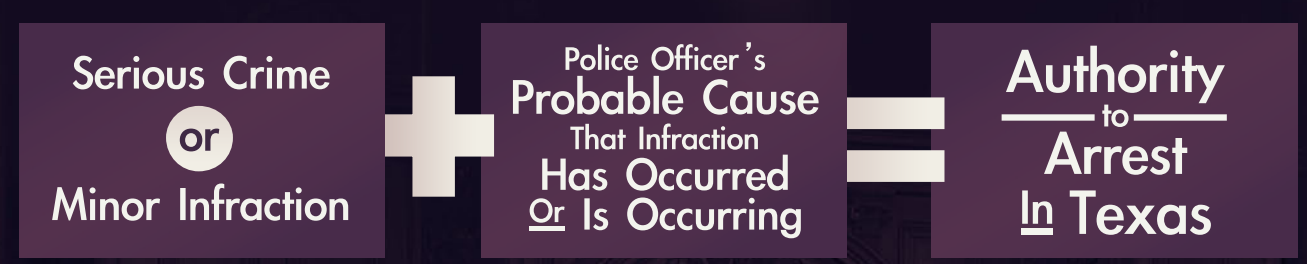 Serious Crime
or
Minor Infraction
Police Officer's
Probable Cause
That Infraction
Has Occurred
Or Is Occurring
Authority
to
Arrest
In Texas